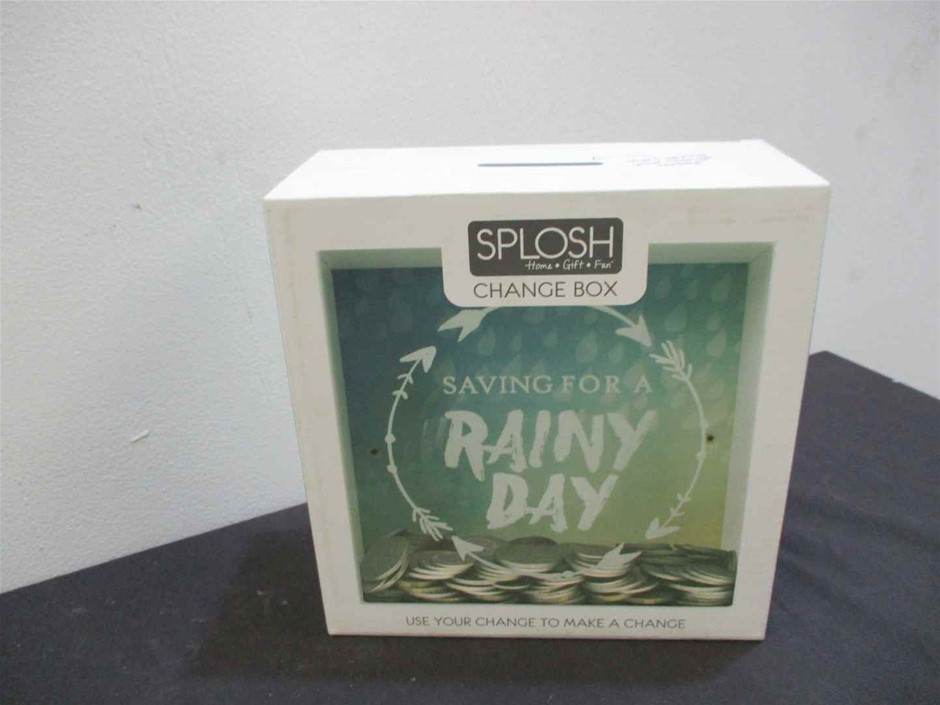 SPLOSH
Home • Gift • Fun
CHANGE BOX
SAVING FOR A
RAINY
DAY
USE YOUR CHANGE TO MAKE A CHANGE